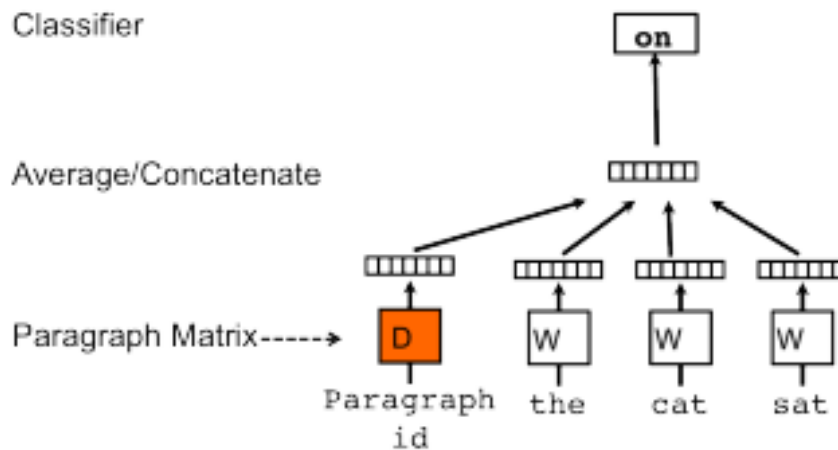 Classifier
on
Average/Concatenate
Paragraph Matrix
D
W
W
W
Paragraph
id
the
cat
sat